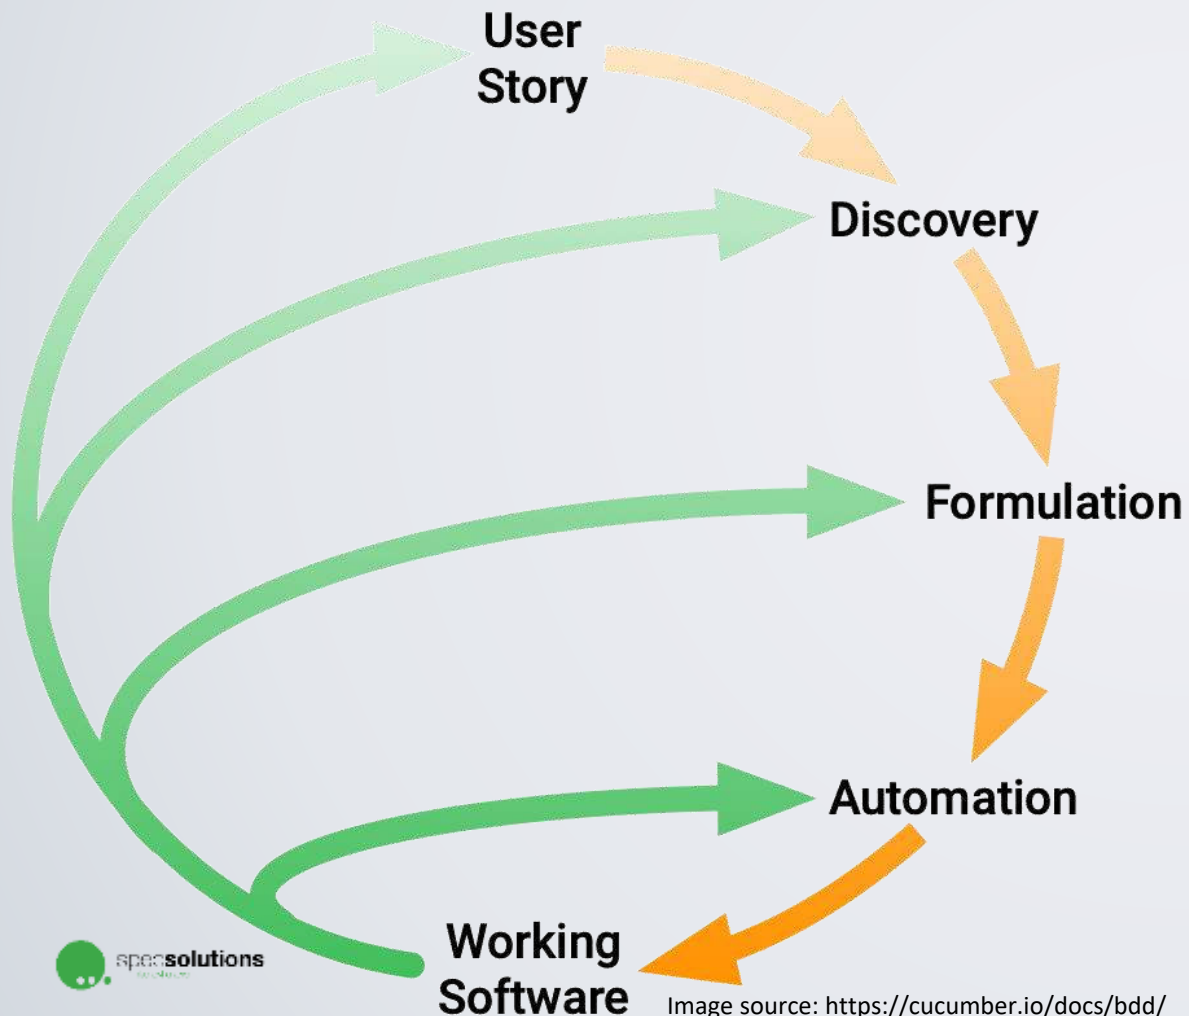 User
Story
Discovery
Formulation
Automation
Working
Software
specsolutions
Image source: https://cucumber.io/docs/bdd/